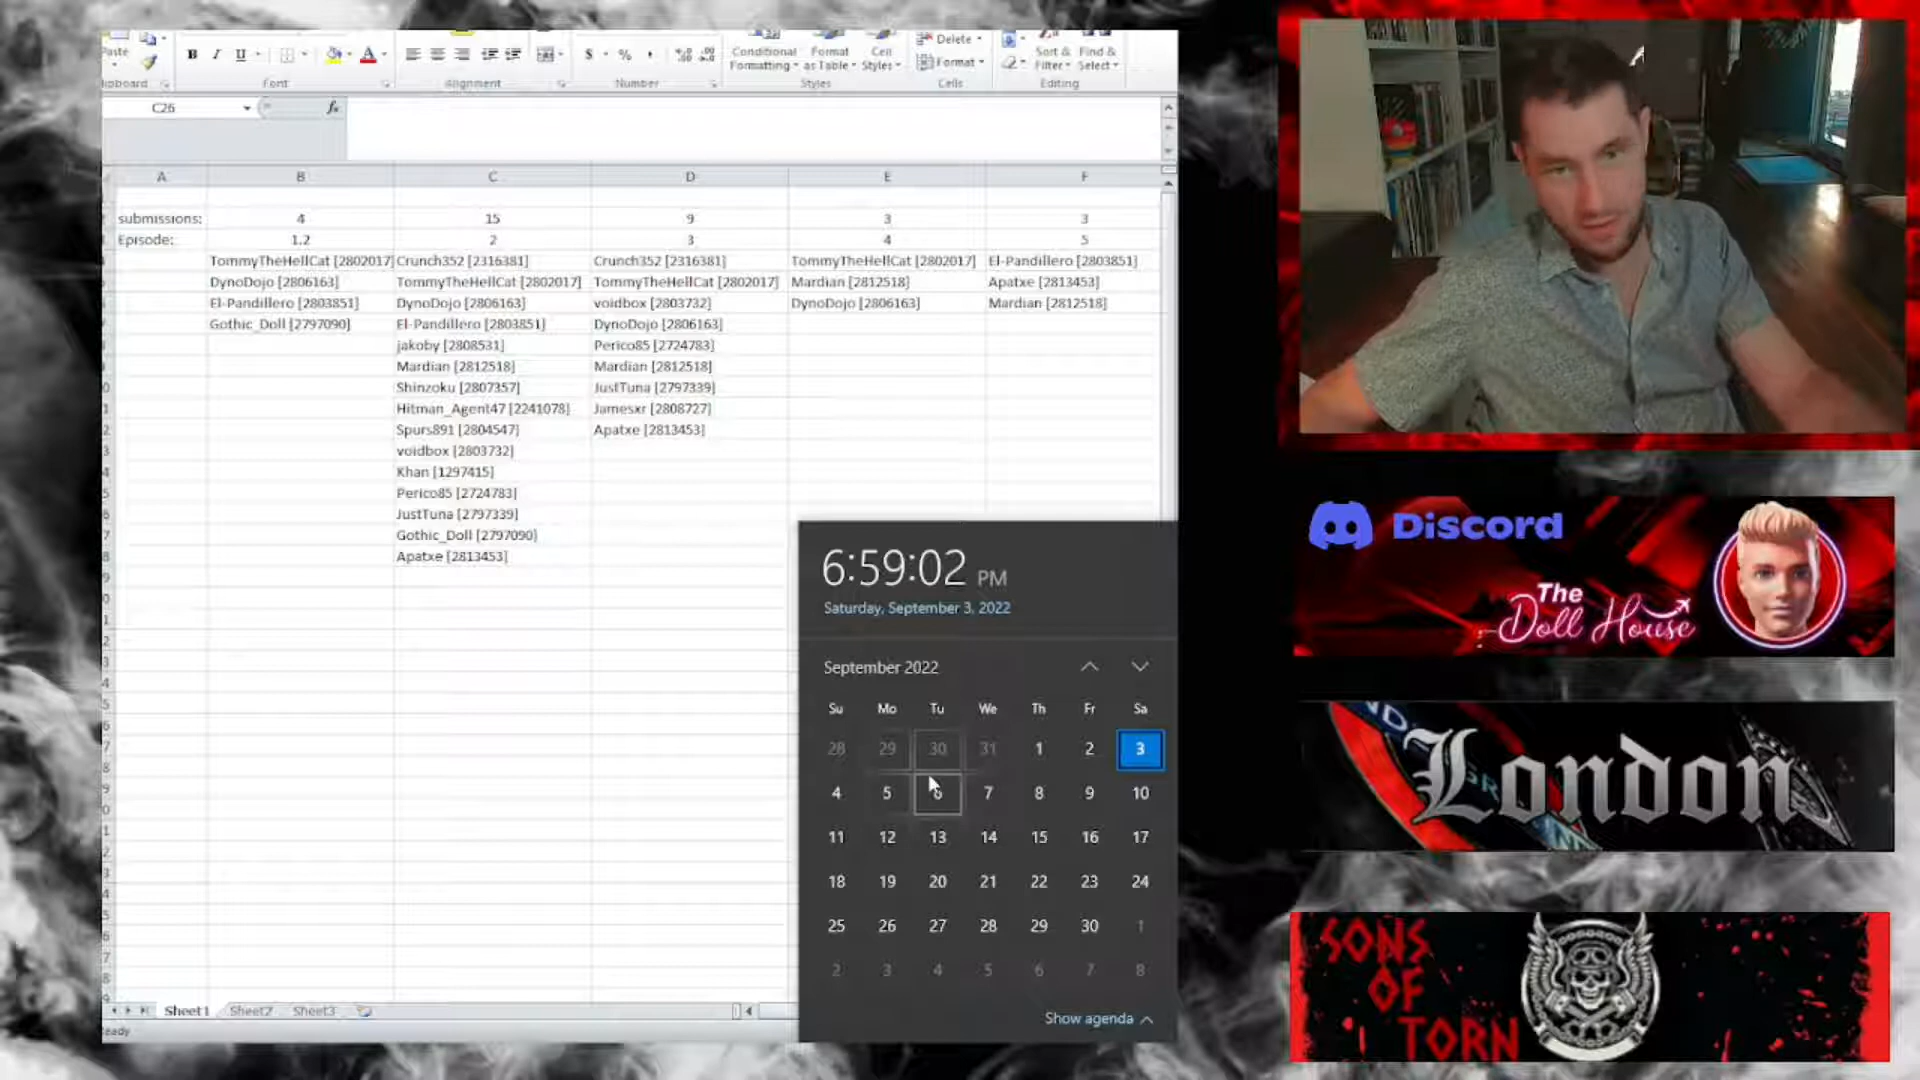 Paste
B I U
A
$ % ,
Conditional Formatting
Format as Table
Cell Styles
Delete
Format
Sort & Filter
Find & Select
Font
Alignment
Number
Styles
Cells
Editing
C26
fx
A B C D E F
submissions: 4 15 9 3 3
Episode: 1.2 2 3 4 5
TommyTheHellCat [2802017] Crunch352 [2316381] Crunch352 [2316381] TommyTheHellCat [2802017] El-Pandillero [2803851]
DynoDojo [2806163] TommyTheHellCat [2802017] TommyTheHellCat [2802017] Mardian [2812518] Apatxe [2813453]
El-Pandillero [2803851] DynoDojo [2806163] voidbox [2803732] DynoDojo [2806163] Mardian [2812518]
Gothic_Doll [2797090] El-Pandillero [2803851] DynoDojo [2806163]
jakoby [2808531] Perico85 [2724783]
Mardian [2812518] Mardian [2812518]
Shinzoku [2807357] JustTuna [2797339]
Hitman_Agent47 [2241078] Jamesxr [2808727]
Spurs891 [2804547] Apatxe [2813453]
voidbox [2803732]
Khan [1297415]
Perico85 [2724783]
JustTuna [2797339]
Gothic_Doll [2797090]
Apatxe [2813453]
Sheet1 Sheet2 Sheet3
6:59:02 PM
Saturday, September 3, 2022
September 2022
Su Mo Tu We Th Fr Sa
28 29 30 31 1 2 3
4 5 6 7 8 9 10
11 12 13 14 15 16 17
18 19 20 21 22 23 24
25 26 27 28 29 30 1
2 3 4 5 6 7 8
Show agenda
Discord
The
Doll House
London
SONS
OF
TORN